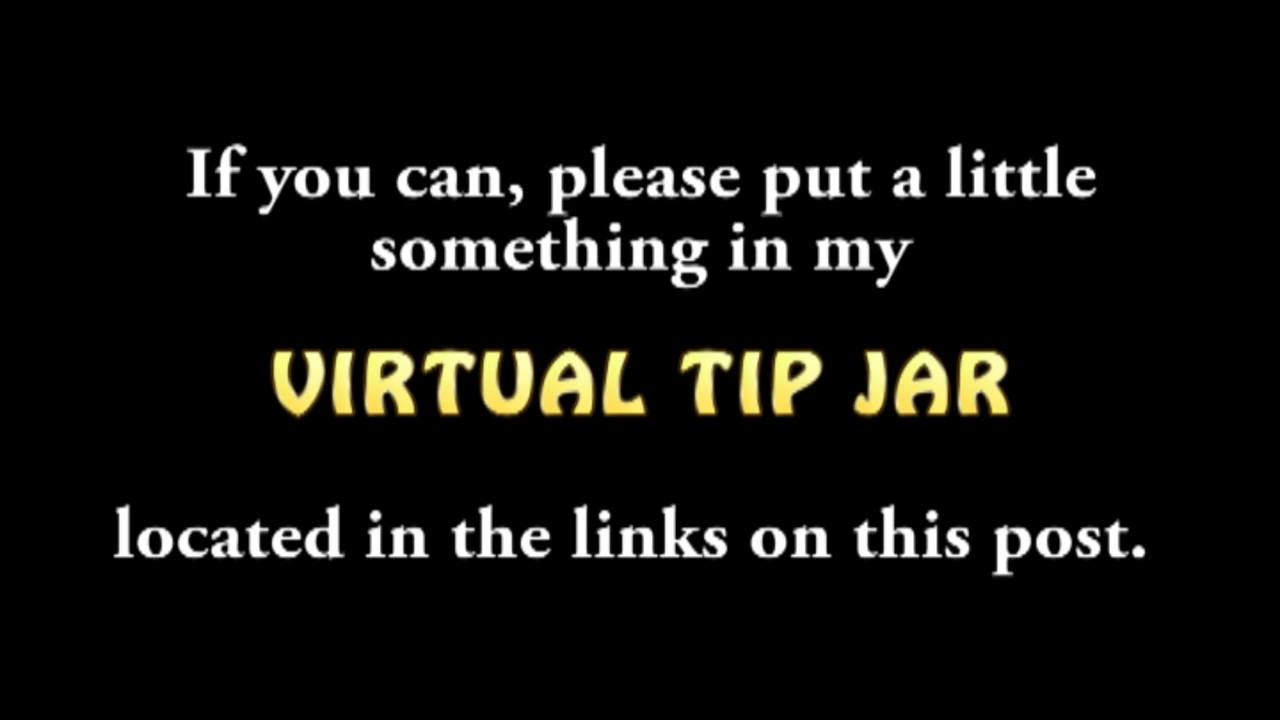 If you can, please put a little
something in my
VIRTUAL TIP JAR
located in the links on this post.